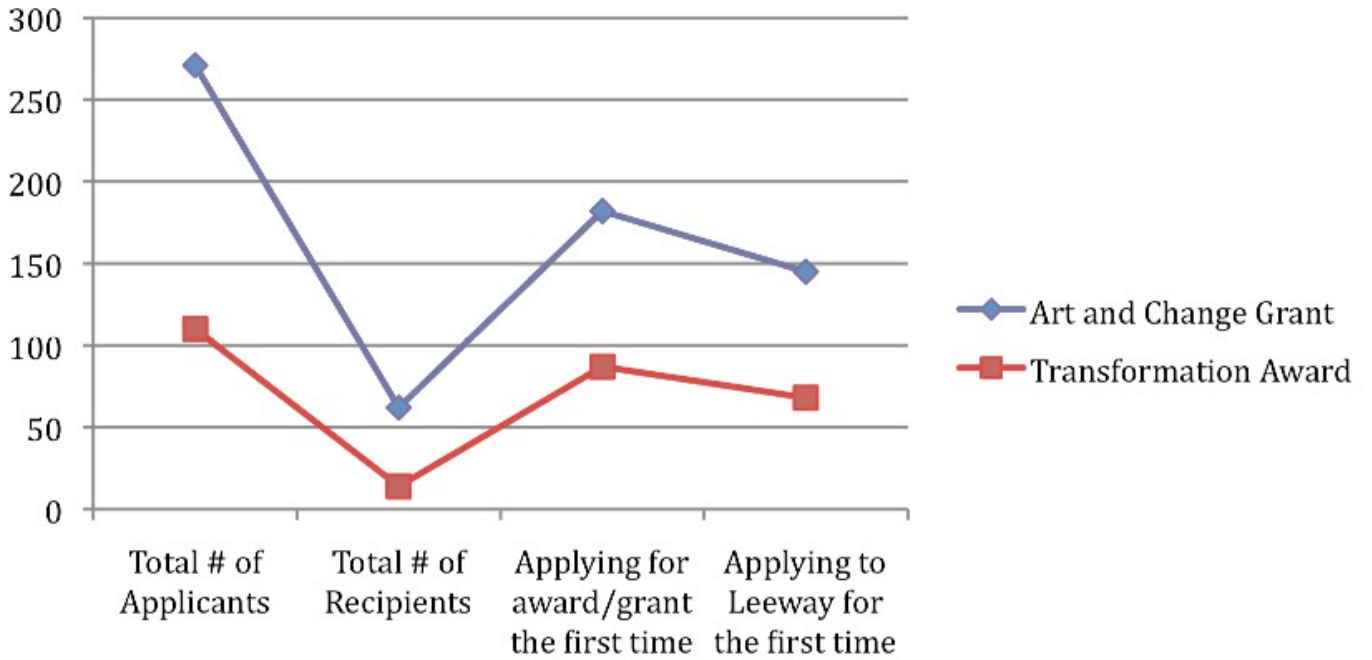 300
250
200
150
100
50
0
Total # of
Applicants
Total # of
Recipients
Applying for
award/grant
the first time
Applying to
Leeway for
the first time
Art and Change Grant
Transformation Award